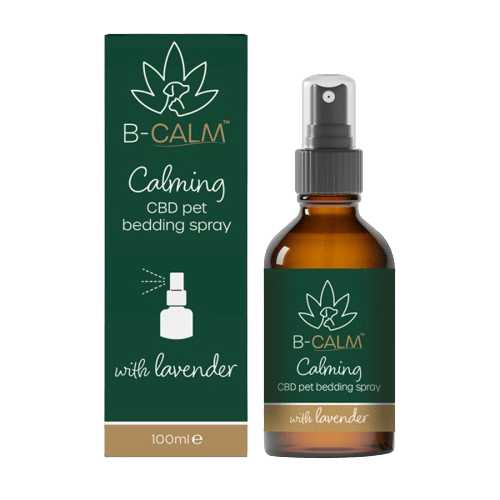 B-CALM™
Calming
CBD pet
bedding spray
with lavender
100ml ℮
B-CALM™
Calming
CBD pet bedding spray
with lavender